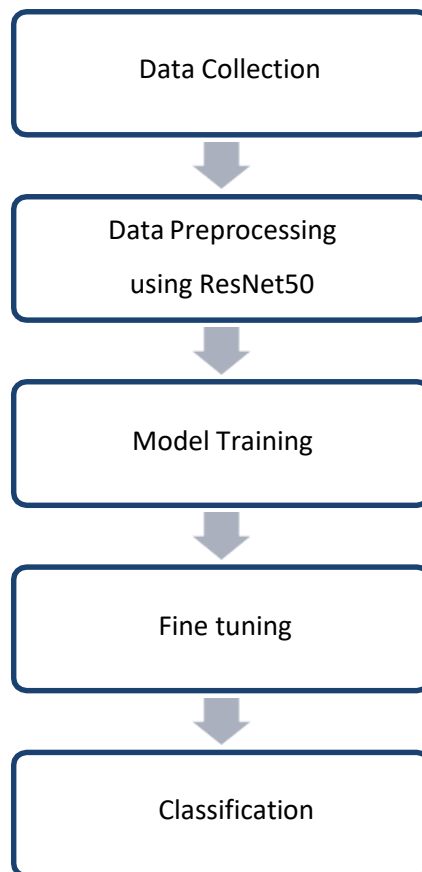 Data Collection
Data Preprocessing
using ResNet50
Model Training
Fine tuning
Classification